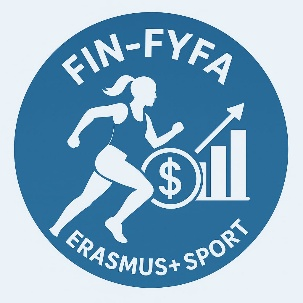 FIN-FYFA
$
ERASMUS+ SPORT